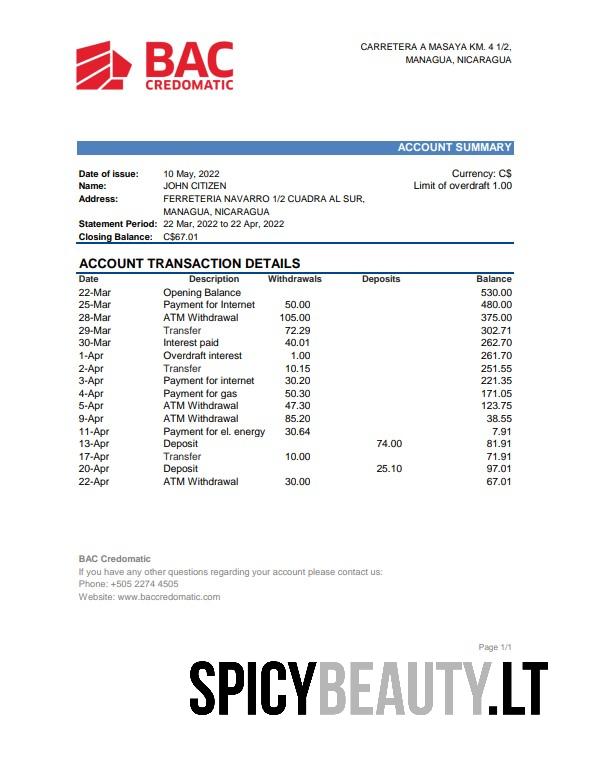 BAC
CREDOMATIC
CARRETERA A MASAYA KM. 4 1/2,
MANAGUA, NICARAGUA
ACCOUNT SUMMARY
Date of issue: 10 May, 2022 Currency: C$
Name: JOHN CITIZEN Limit of overdraft 1.00
Address: FERRETERIA NAVARRO 1/2 CUADRA AL SUR,
MANAGUA, NICARAGUA
Statement Period: 22 Mar, 2022 to 22 Apr, 2022
Closing Balance: C$67.01
ACCOUNT TRANSACTION DETAILS
Date Description Withdrawals Deposits Balance
22-Mar Opening Balance 530.00
25-Mar Payment for Internet 50.00 480.00
28-Mar ATM Withdrawal 105.00 375.00
29-Mar Transfer 72.29 302.71
30-Mar Interest paid 40.01 262.70
1-Apr Overdraft interest 1.00 261.70
2-Apr Transfer 10.15 251.55
3-Apr Payment for internet 30.20 221.35
4-Apr Payment for gas 50.30 171.05
5-Apr ATM Withdrawal 47.30 123.75
9-Apr ATM Withdrawal 85.20 38.55
11-Apr Payment for el. energy 30.64 7.91
13-Apr Deposit 74.00 81.91
17-Apr Transfer 10.00 71.91
20-Apr Deposit 25.10 97.01
22-Apr ATM Withdrawal 30.00 67.01
BAC Credomatic
If you have any other questions regarding your account please contact us:
Phone: +505 2274 4505
Website: www.baccredomatic.com
Page 1/1
SPICYBEAUTY.LT